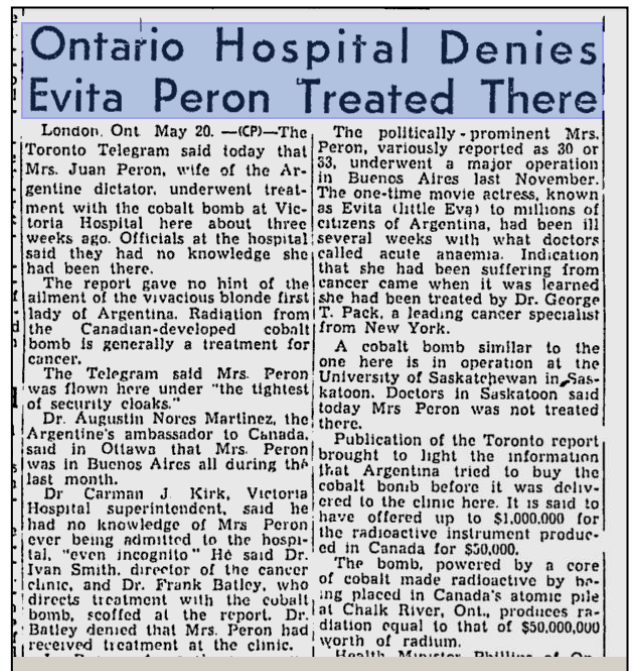 Ontario Hospital Denies
Evita Peron Treated There
London, Ont May 20. —(CP)—The
Toronto Telegram said today that
Mrs. Juan Peron, wife of the Ar-
gentine dictator, underwent treat-
ment with the cobalt bomb at Vic-
toria Hospital here about three
weeks ago. Officials at the hospital
said they had no knowledge she
had been there.
The report gave no hint of the
ailment of the vivacious blonde first
lady of Argentina. Radiation from
the Canadian-developed cobalt
bomb is generally a treatment for
cancer.
The Telegram said Mrs. Peron
was flown here under "the tightest
of security cloaks."
Dr. Augustin Nores Martinez, the
Argentine's ambassador to Canada,
said in Ottawa that Mrs. Peron
was in Buenos Aires all during the
last month.
Dr Carman J. Kirk, Victoria
Hospital superintendent, said he
had no knowledge of Mrs Peron
ever being admitted to the hospi-
tal, "even incognito" He said Dr.
Ivan Smith, director of the cancer
clinic, and Dr. Frank Batley, who
directs treatment with the cobalt
bomb, scoffed at the report. Dr.
Batley denied that Mrs. Peron had
received treatment at the clinic.
The politically-prominent Mrs.
Peron, variously reported as 30 or
33, underwent a major operation
in Buenos Aires last November.
The one-time movie actress, known
as Evita (little Eva) to millions of
citizens of Argentina, had been ill
several weeks with what doctors
called acute anaemia. Indication
that she had been suffering from
cancer came when it was learned
she had been treated by Dr. George
T. Pack, a leading cancer specialist
from New York.
A cobalt bomb similar to the
one here is in operation at the
University of Saskatchewan in Sas-
katoon. Doctors in Saskatoon said
today Mrs Peron was not treated
there.
Publication of the Toronto report
brought to light the information
that Argentina tried to buy the
cobalt bomb before it was deliv-
ered to the clinic here. It is said to
have offered up to $1,000,000 for
the radioactive instrument produc-
ed in Canada for $50,000.
The bomb, powered by a core
of cobalt made radioactive by be-
ing placed in Canada's atomic pile
at Chalk River, Ont., produces ra-
diation equal to that of $50,000,000
worth of radium.
Health Minister Phillips of On-